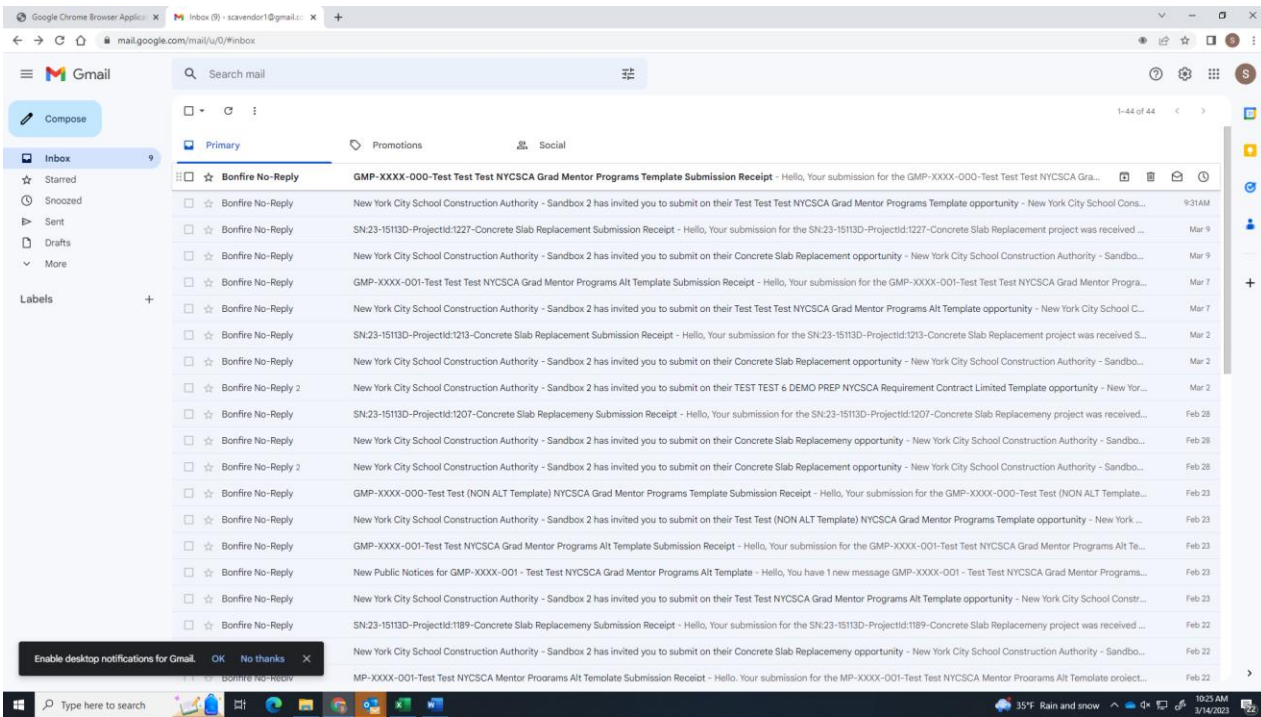 Google Chrome Browser Applica
Inbox (9) - scavendor1@gmail.c
mail.google.com/mail/u/0/#inbox
S
Gmail
Search mail
S
Compose
1–44 of 44
Primary
Promotions
Social
Inbox 9
Starred
Snoozed
Sent
Drafts
More
Labels
Bonfire No-Reply GMP-XXXX-000-Test Test Test NYCSCA Grad Mentor Programs Template Submission Receipt - Hello, Your submission for the GMP-XXXX-000-Test Test Test NYCSCA Gra...
Bonfire No-Reply New York City School Construction Authority - Sandbox 2 has invited you to submit on their Test Test Test NYCSCA Grad Mentor Programs Template opportunity - New York City School Cons... 9:31 AM
Bonfire No-Reply SN:23-15113D-ProjectId:1227-Concrete Slab Replacement Submission Receipt - Hello, Your submission for the SN:23-15113D-ProjectId:1227-Concrete Slab Replacement project was received ... Mar 9
Bonfire No-Reply New York City School Construction Authority - Sandbox 2 has invited you to submit on their Concrete Slab Replacement opportunity - New York City School Construction Authority - Sandbo... Mar 9
Bonfire No-Reply GMP-XXXX-001-Test Test Test NYCSCA Grad Mentor Programs Alt Template Submission Receipt - Hello, Your submission for the GMP-XXXX-001-Test Test Test NYCSCA Grad Mentor Progra... Mar 7
Bonfire No-Reply New York City School Construction Authority - Sandbox 2 has invited you to submit on their Test Test Test NYCSCA Grad Mentor Programs Alt Template opportunity - New York City School C... Mar 7
Bonfire No-Reply SN:23-15113D-ProjectId:1213-Concrete Slab Replacement Submission Receipt - Hello, Your submission for the SN:23-15113D-ProjectId:1213-Concrete Slab Replacement project was received S... Mar 2
Bonfire No-Reply New York City School Construction Authority - Sandbox 2 has invited you to submit on their Concrete Slab Replacement opportunity - New York City School Construction Authority - Sandbo... Mar 2
Bonfire No-Reply 2 New York City School Construction Authority - Sandbox 2 has invited you to submit on their TEST TEST 6 DEMO PREP NYCSCA Requirement Contract Limited Template opportunity - New Yor... Mar 2
Bonfire No-Reply SN:23-15113D-ProjectId:1207-Concrete Slab Replacemeny Submission Receipt - Hello, Your submission for the SN:23-15113D-ProjectId:1207-Concrete Slab Replacemeny project was received... Feb 28
Bonfire No-Reply New York City School Construction Authority - Sandbox 2 has invited you to submit on their Concrete Slab Replacemeny opportunity - New York City School Construction Authority - Sandbo... Feb 28
Bonfire No-Reply 2 New York City School Construction Authority - Sandbox 2 has invited you to submit on their Concrete Slab Replacement opportunity - New York City School Construction Authority - Sandbo... Feb 28
Bonfire No-Reply GMP-XXXX-000-Test Test (NON ALT Template) NYCSCA Grad Mentor Programs Template Submission Receipt - Hello, Your submission for the GMP-XXXX-000-Test Test (NON ALT Template... Feb 23
Bonfire No-Reply New York City School Construction Authority - Sandbox 2 has invited you to submit on their Test Test (NON ALT Template) NYCSCA Grad Mentor Programs Template opportunity - New York ... Feb 23
Bonfire No-Reply GMP-XXXX-001-Test Test NYCSCA Grad Mentor Programs Alt Template Submission Receipt - Hello, Your submission for the GMP-XXXX-001-Test Test NYCSCA Grad Mentor Programs Alt Te... Feb 23
Bonfire No-Reply New Public Notices for GMP-XXXX-001 - Test Test NYCSCA Grad Mentor Programs Alt Template - Hello, You have 1 new message GMP-XXXX-001 - Test Test NYCSCA Grad Mentor Programs... Feb 23
Bonfire No-Reply New York City School Construction Authority - Sandbox 2 has invited you to submit on their Test Test NYCSCA Grad Mentor Programs Alt Template opportunity - New York City School Constr... Feb 23
Bonfire No-Reply SN:23-15113D-ProjectId:1189-Concrete Slab Replacemeny Submission Receipt - Hello, Your submission for the SN:23-15113D-ProjectId:1189-Concrete Slab Replacemeny project was received ... Feb 22
New York City School Construction Authority - Sandbox 2 has invited you to submit on their Concrete Slab Replacemeny opportunity - New York City School Construction Authority - Sandbo... Feb 22
Enable desktop notifications for Gmail. OK No thanks
Bonfire No-Reply MP-XXXX-001-Test Test NYCSCA Mentor Programs Alt Template Submission Receipt - Hello, Your submission for the MP-XXXX-001-Test Test NYCSCA Mentor Programs Alt Template project... Feb 22
Type here to search
35°F Rain and snow
10:25 AM
3/14/2023
22